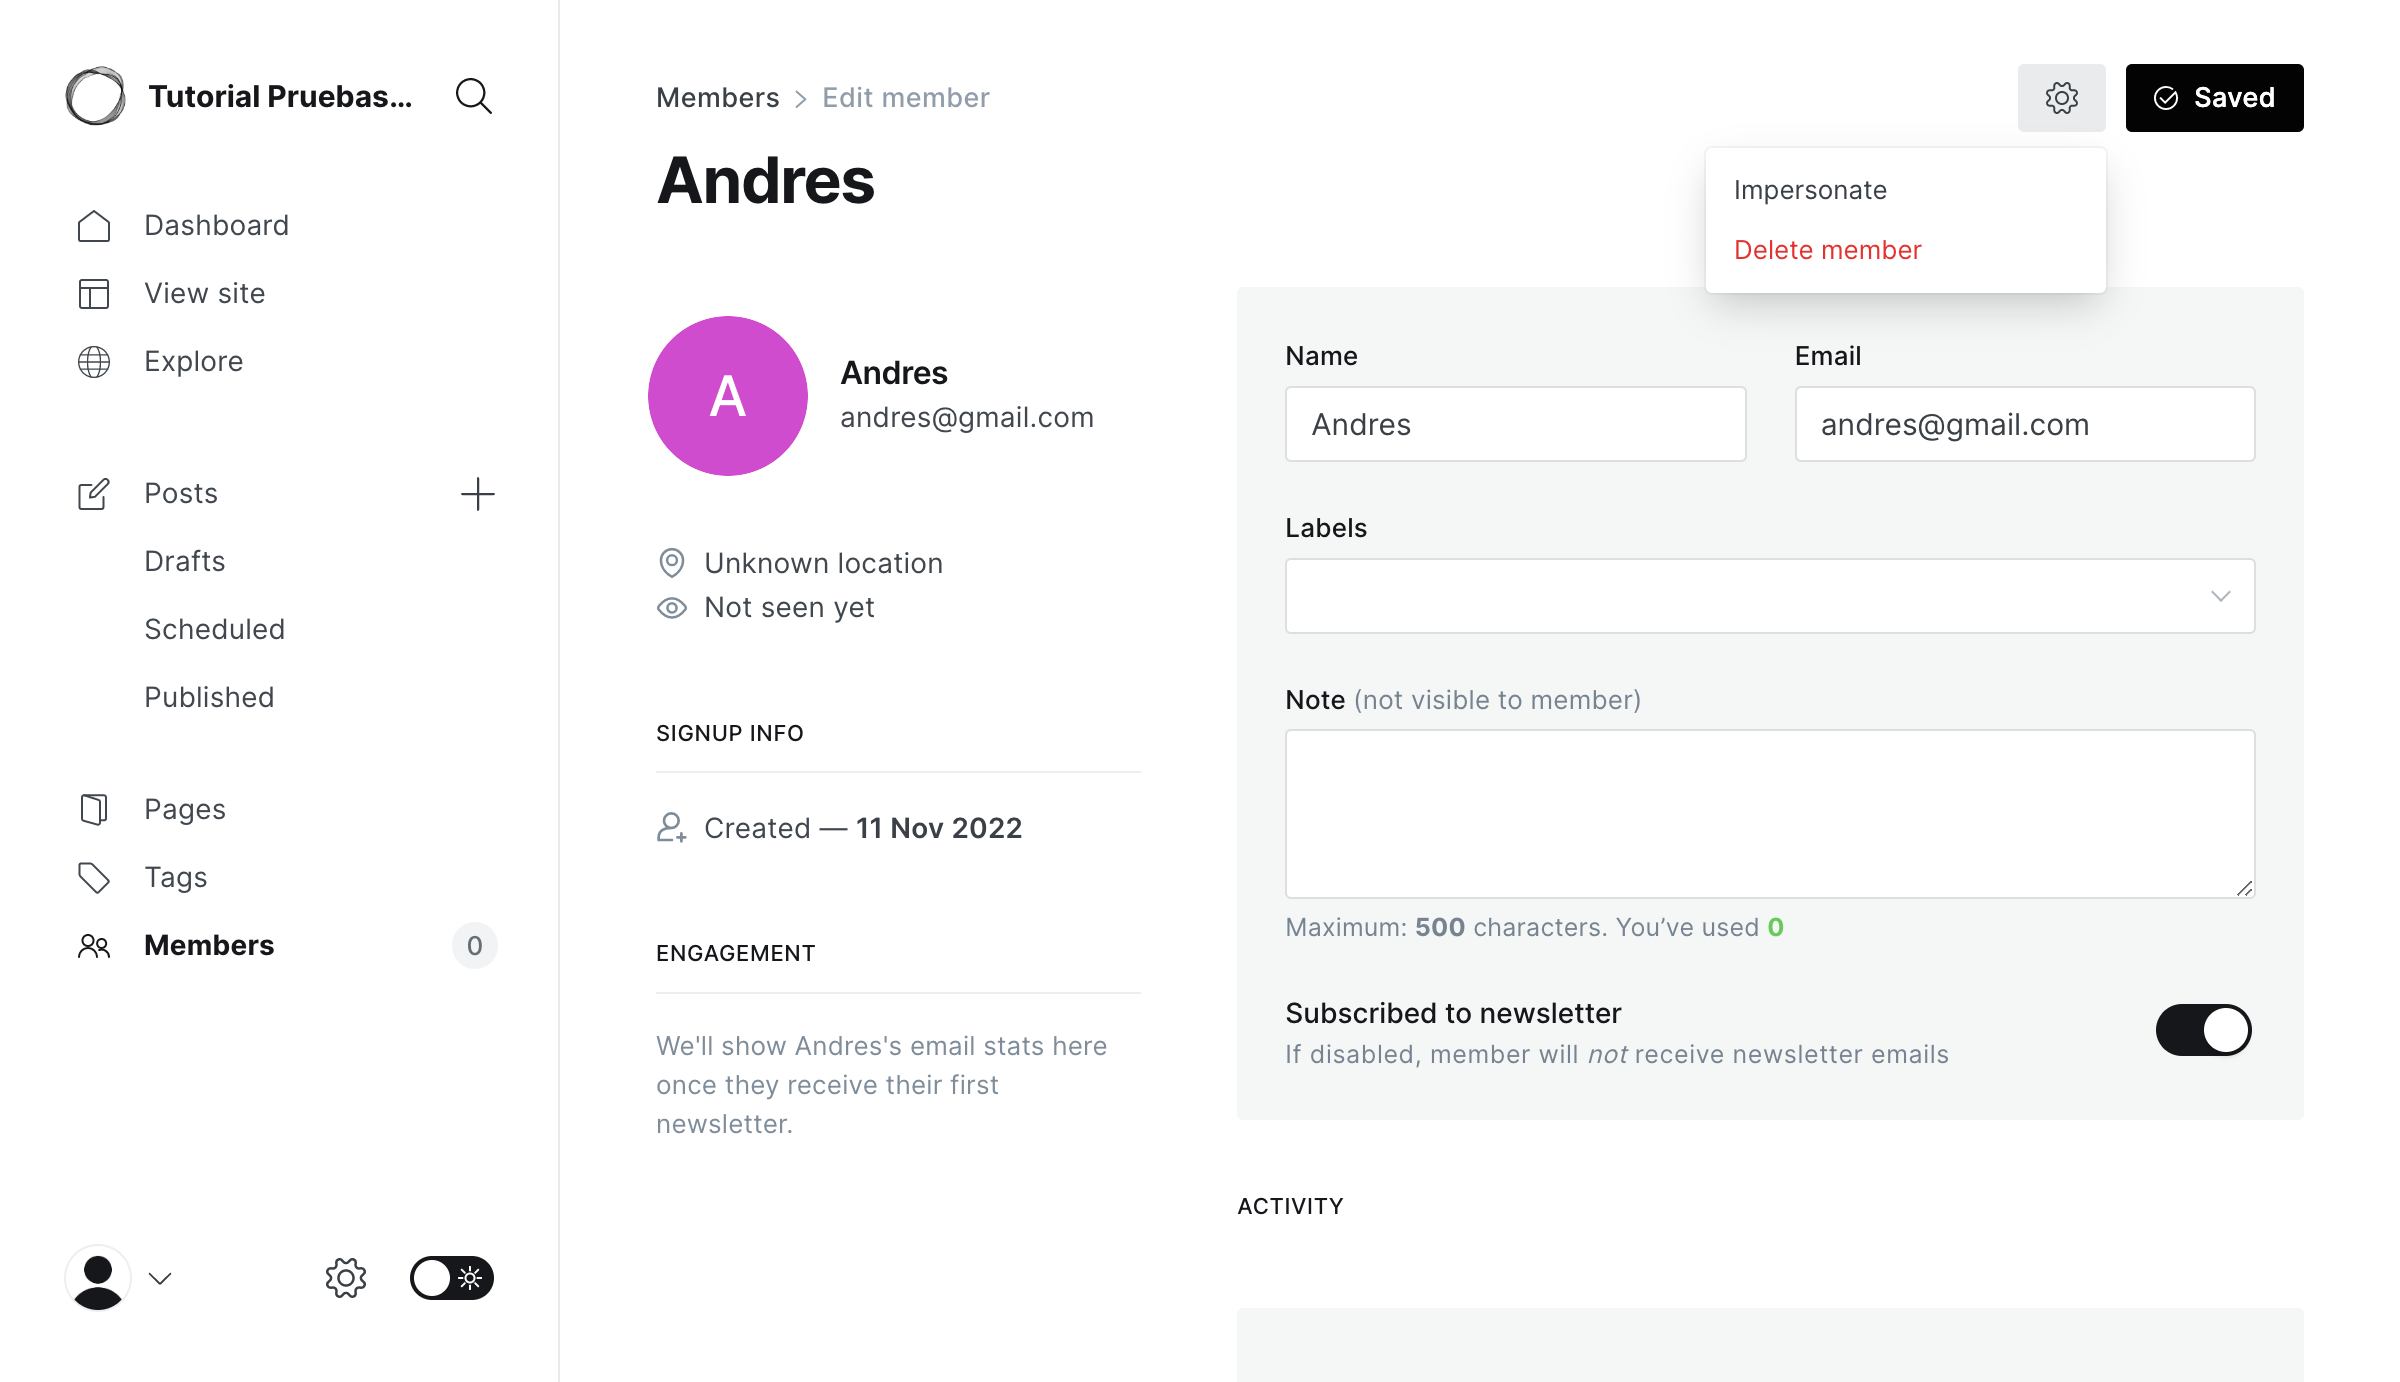 Tutorial Pruebas...
Dashboard
View site
Explore
Posts
Drafts
Scheduled
Published
Pages
Tags
Members
0
Members > Edit member
Saved
Andres
Impersonate
Delete member
A
Andres
andres@gmail.com
Unknown location
Not seen yet
SIGNUP INFO
Created — 11 Nov 2022
ENGAGEMENT
We'll show Andres's email stats here
once they receive their first
newsletter.
Name
Andres
Email
andres@gmail.com
Labels
Note (not visible to member)
Maximum: 500 characters. You’ve used 0
Subscribed to newsletter
If disabled, member will not receive newsletter emails
ACTIVITY